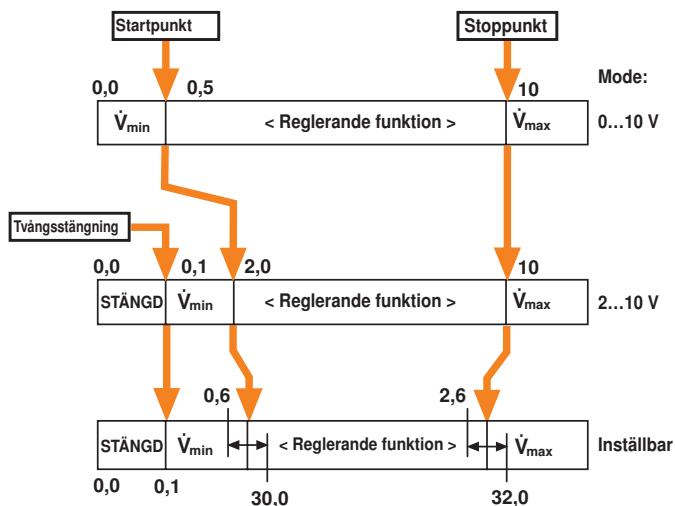 Startpunkt
Stoppunkt
Mode:
0,0
0,5
10
V̇min
< Reglerande funktion >
V̇max
0…10 V
Tvångsstängning
0,0
0,1
2,0
10
STÄNGD
V̇min
< Reglerande funktion >
V̇max
2…10 V
0,6
2,6
STÄNGD
V̇min
< Reglerande funktion >
V̇max
Inställbar
0,0
0,1
30,0
32,0